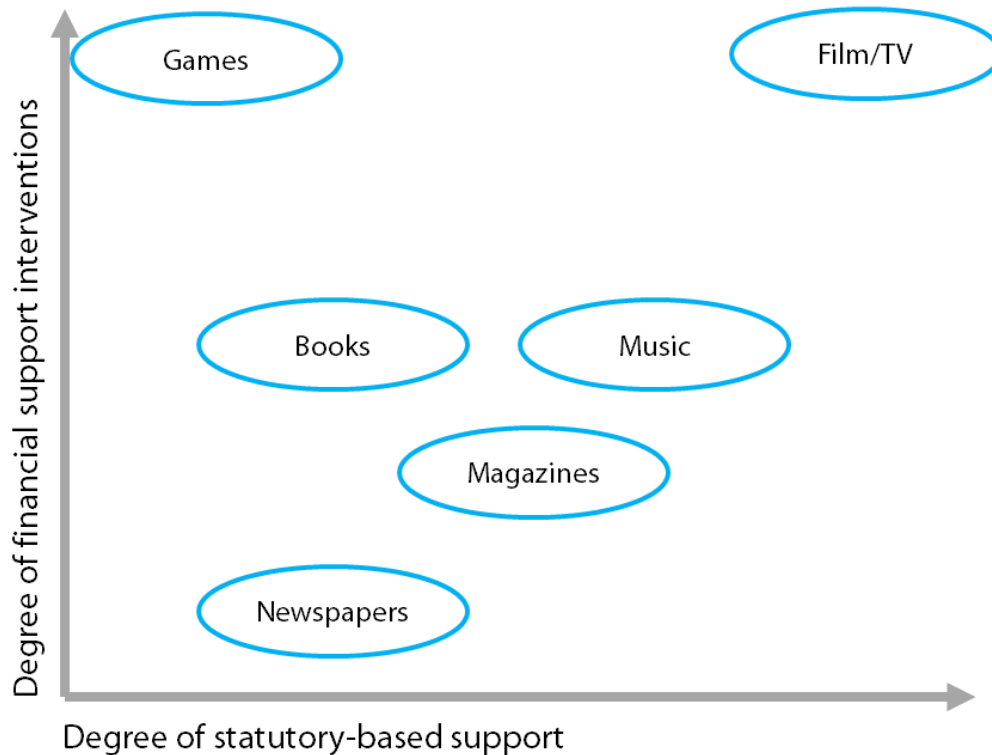 Games
Film/TV
Degree of financial support interventions
Books
Music
Magazines
Newspapers
Degree of statutory-based support